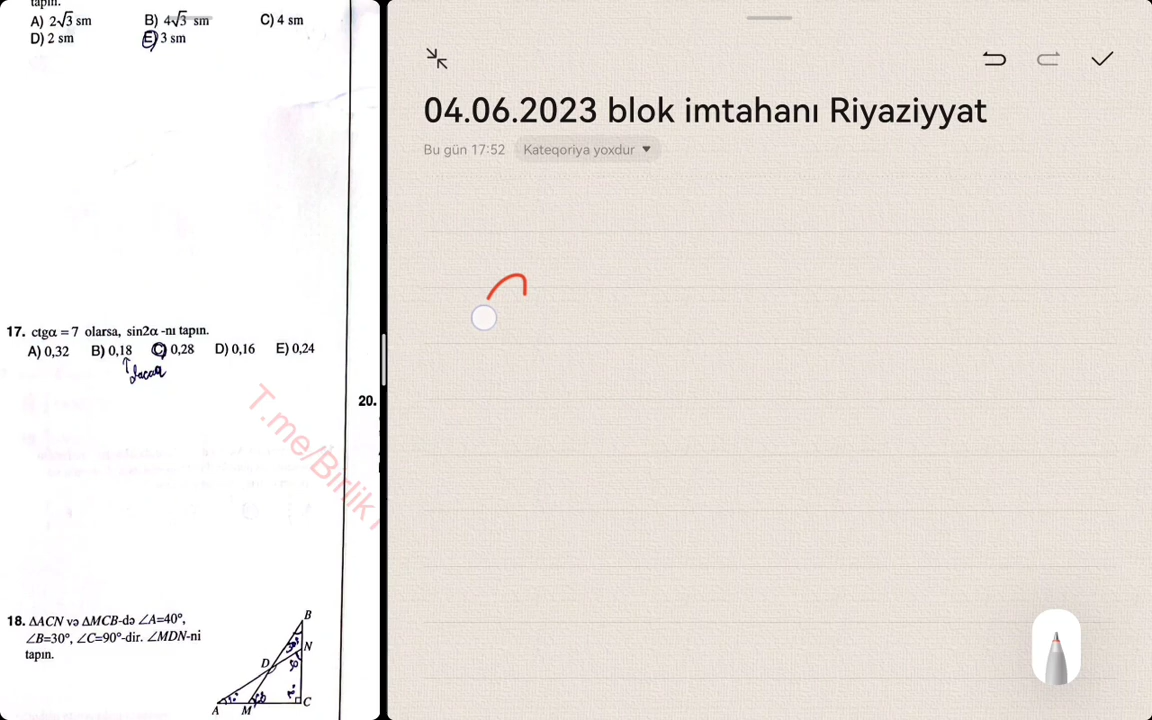 tapın.
A) 2√3 sm B) 4√3 sm C) 4 sm
D) 2 sm E) 3 sm
17. ctgα = 7 olarsa, sin2α -nı tapın.
A) 0,32 B) 0,18 C) 0,28 D) 0,16 E) 0,24
T.me/Birlik
20.
18. ΔACN və ΔMCB-də ∠A=40°,
∠B=30°, ∠C=90°-dir. ∠MDN-ni
tapın.
B
N
D
A M C
04.06.2023 blok imtahanı Riyaziyyat
Bu gün 17:52 Kateqoriya yoxdur